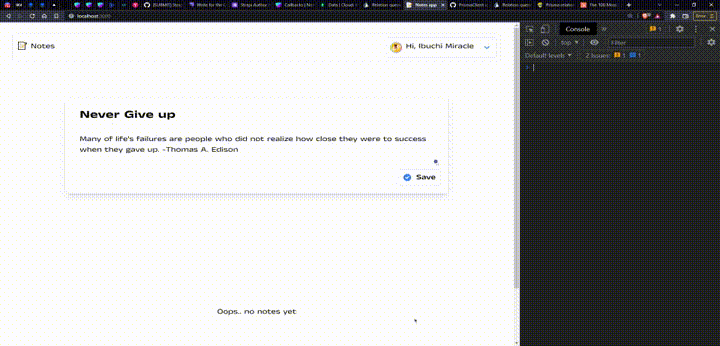 Notes app
localhost:3000
📝 Notes
Hi, Ibuchi Miracle
Never Give up
Many of life's failures are people who did not realize how close they were to success
when they gave up. -Thomas A. Edison
Save
Oops.. no notes yet
Console
top
Filter
Default levels
2 Issues: 1 1